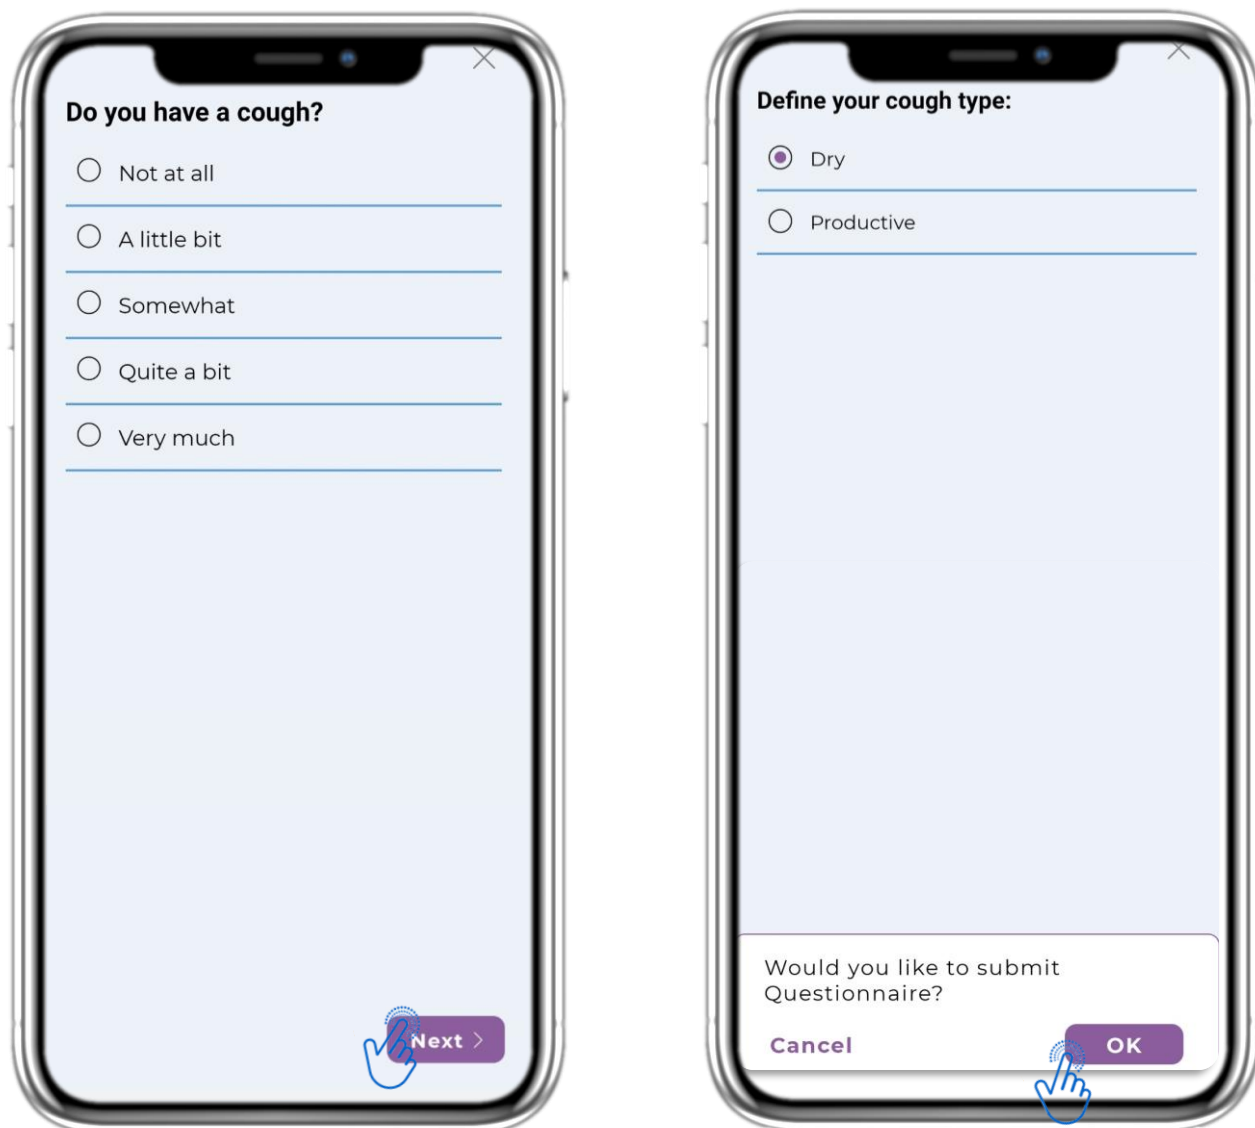 Do you have a cough?
Not at all
A little bit
Somewhat
Quite a bit
Very much
Next
Define your cough type:
Dry
Productive
Would you like to submit
Questionnaire?
Cancel
OK